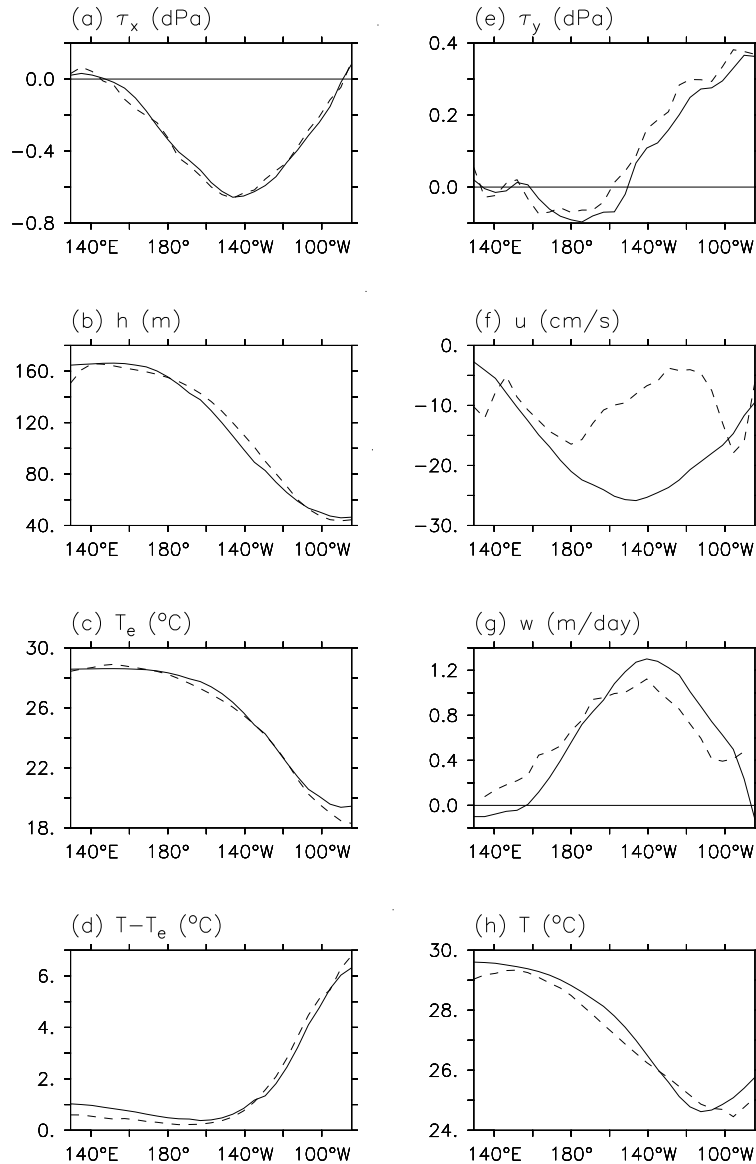 (a) τx (dPa)
0.0
−0.4
−0.8
140°E 180° 140°W 100°W
(b) h (m)
160.
120.
80.
40.
140°E 180° 140°W 100°W
(c) Te (°C)
30.
26.
22.
18.
140°E 180° 140°W 100°W
(d) T−Te (°C)
6.
4.
2.
0.
140°E 180° 140°W 100°W
(e) τy (dPa)
0.4
0.2
0.0
140°E 180° 140°W 100°W
(f) u (cm/s)
0.
−10.
−20.
−30.
140°E 180° 140°W 100°W
(g) w (m/day)
1.2
0.8
0.4
0.0
140°E 180° 140°W 100°W
(h) T (°C)
30.
28.
26.
24.
140°E 180° 140°W 100°W